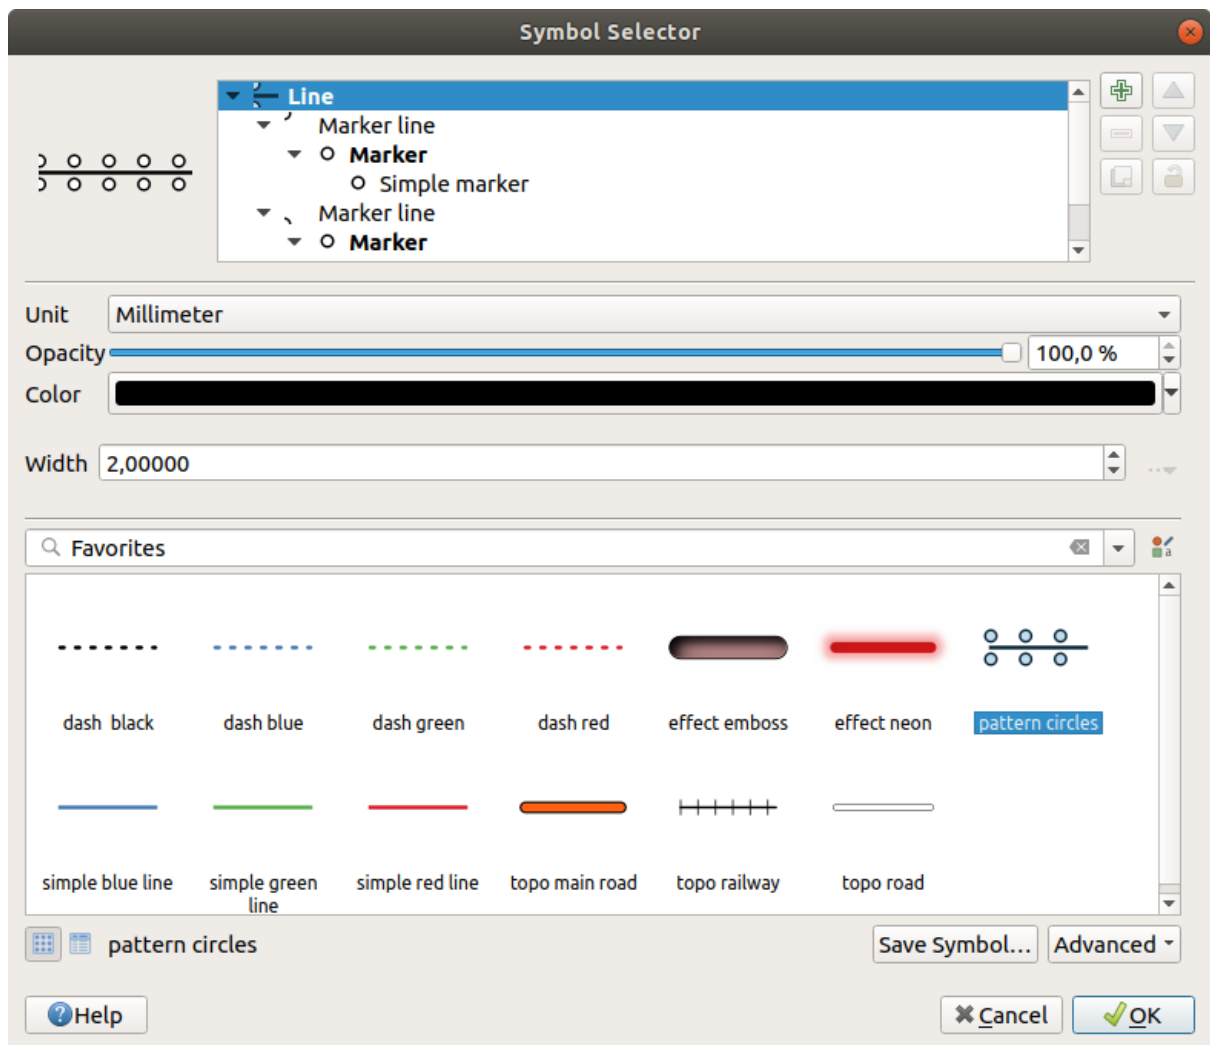 Symbol Selector
Line
Marker line
Marker
Simple marker
Marker line
Marker
Unit Millimeter
Opacity 100,0 %
Color
Width 2,00000
Favorites
dash  black dash blue dash green dash red effect emboss effect neon pattern circles
simple blue line simple green simple red line topo main road topo railway topo road
line
pattern circles Save Symbol... Advanced
Help Cancel OK